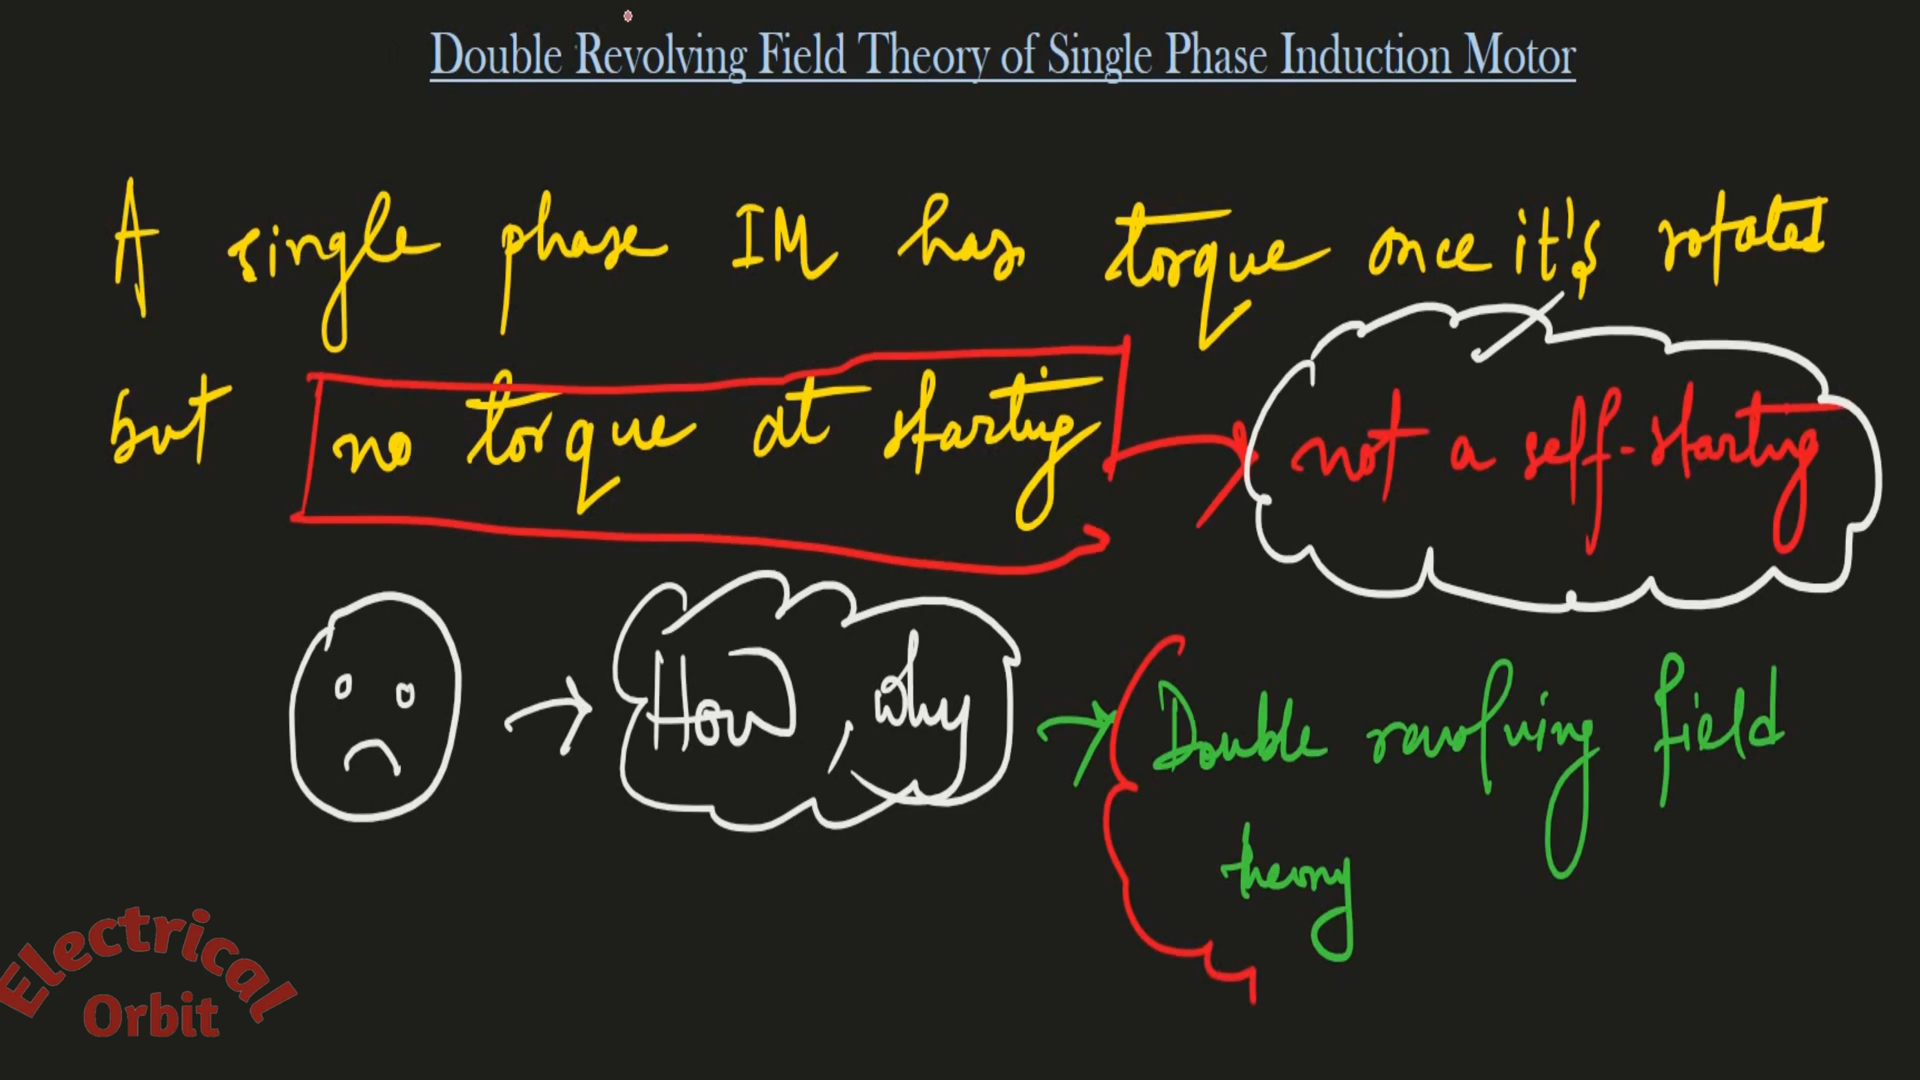 Double Revolving Field Theory of Single Phase Induction Motor
A single phase IM has torque once it's rotated
but no torque at starting
not a self-starting
How, why
Double revolving field
theory
Electrical
Orbit